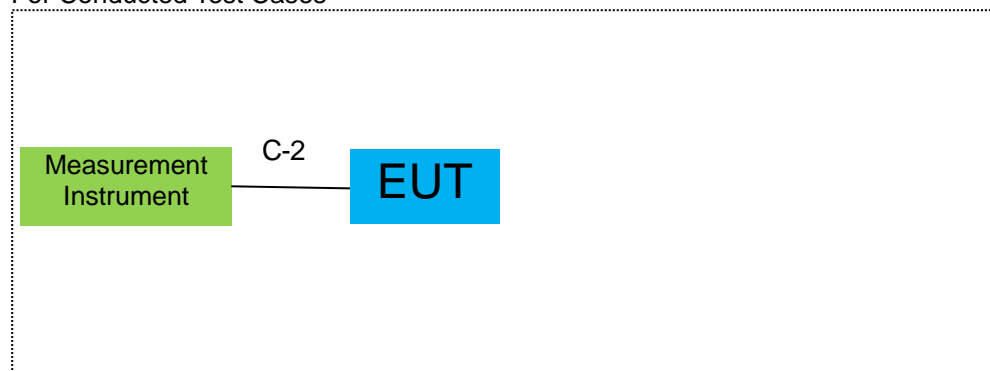 For Conducted Test Cases
C-2
Measurement
Instrument
EUT